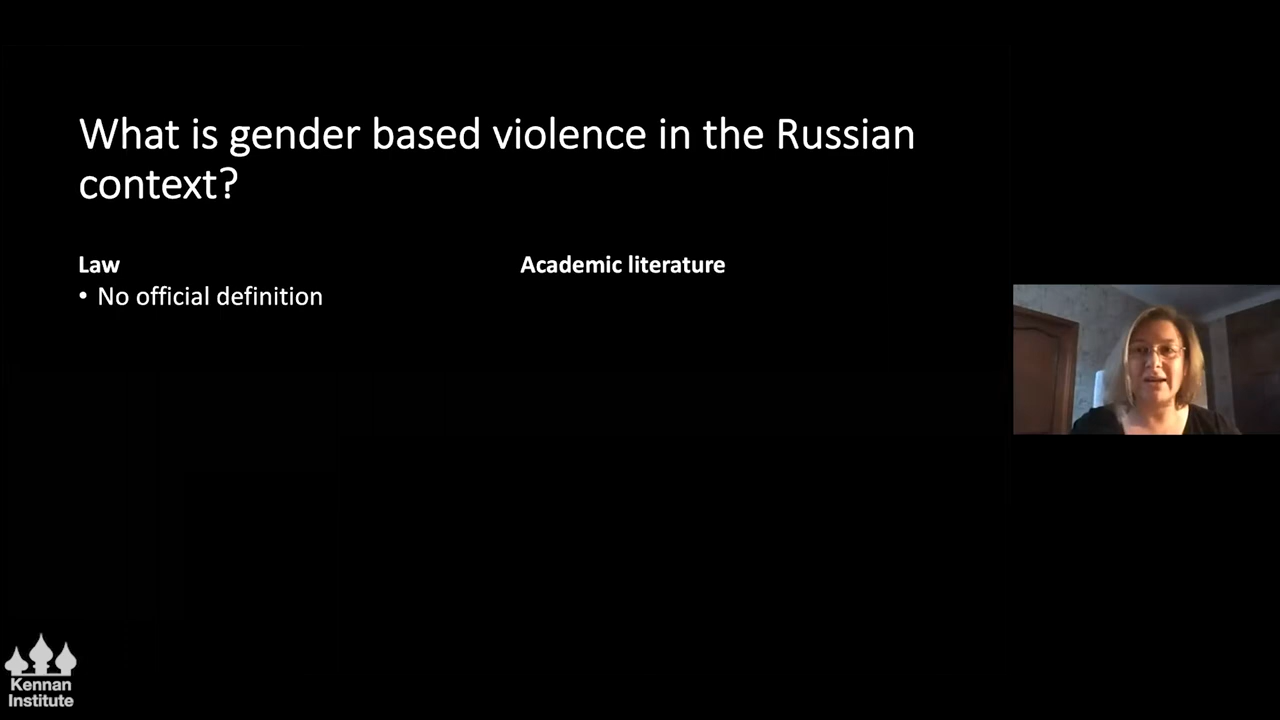 What is gender based violence in the Russian
context?
Law
• No official definition
Academic literature
Kennan
Institute